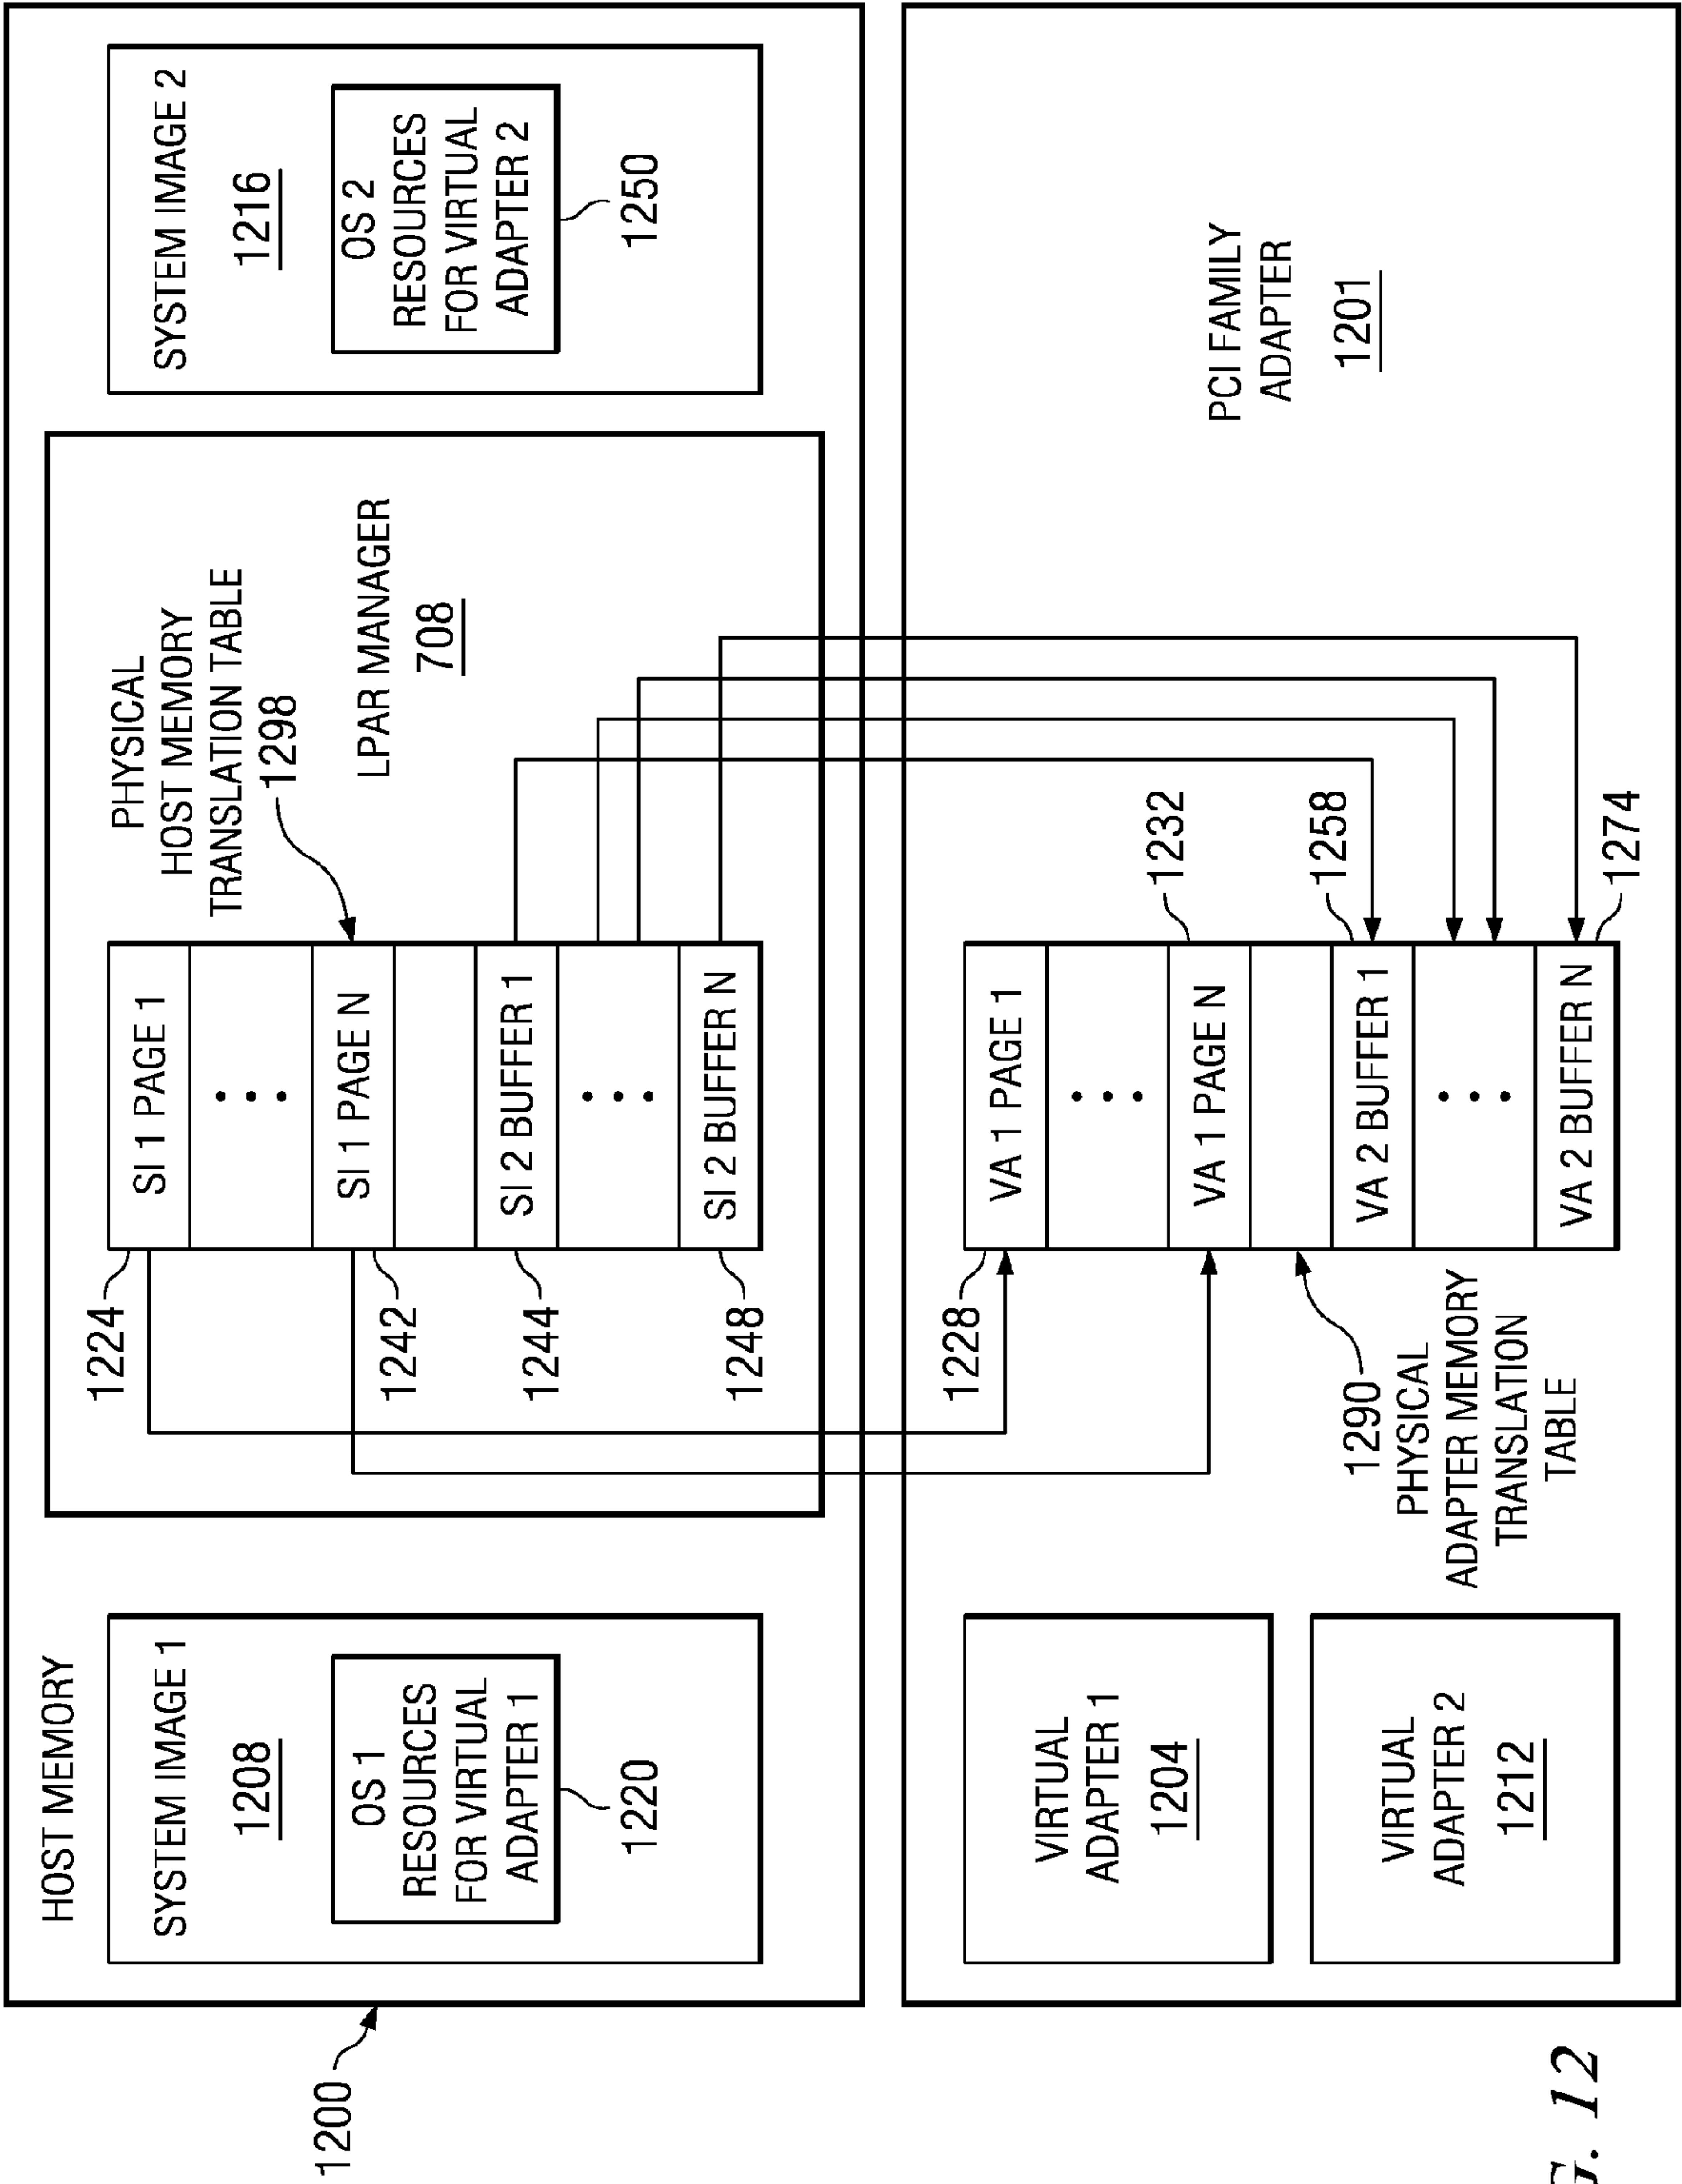 HOST MEMORY
1200
SYSTEM IMAGE 1
1208
OS 1
RESOURCES
FOR VIRTUAL
ADAPTER 1
1220
1224
1242
1244
1248
SI 1 PAGE 1
SI 1 PAGE N
SI 2 BUFFER 1
SI 2 BUFFER N
PHYSICAL
HOST MEMORY
TRANSLATION TABLE
1298
LPAR MANAGER
708
SYSTEM IMAGE 2
1216
OS 2
RESOURCES
FOR VIRTUAL
ADAPTER 2
1250
VIRTUAL
ADAPTER 1
1204
VIRTUAL
ADAPTER 2
1212
1228
1290
PHYSICAL
ADAPTER MEMORY
TRANSLATION
TABLE
VA 1 PAGE 1
VA 1 PAGE N
VA 2 BUFFER 1
VA 2 BUFFER N
1232
1258
1274
PCI FAMILY
ADAPTER
1201
G. 12